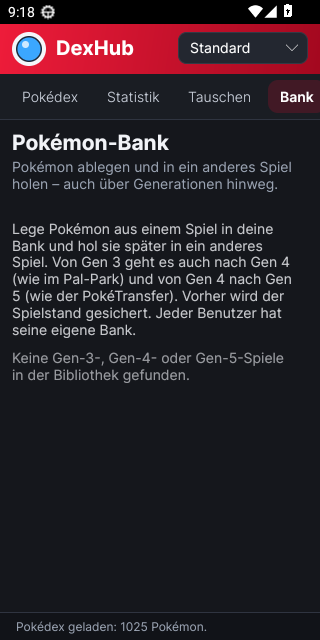 9:18
DexHub
Standard
Pokédex Statistik Tauschen Bank
Pokémon-Bank
Pokémon ablegen und in ein anderes Spiel
holen – auch über Generationen hinweg.
Lege Pokémon aus einem Spiel in deine
Bank und hol sie später in ein anderes
Spiel. Von Gen 3 geht es auch nach Gen 4
(wie im Pal-Park) und von Gen 4 nach Gen
5 (wie der PokéTransfer). Vorher wird der
Spielstand gesichert. Jeder Benutzer hat
seine eigene Bank.
Keine Gen-3-, Gen-4- oder Gen-5-Spiele
in der Bibliothek gefunden.
Pokédex geladen: 1025 Pokémon.